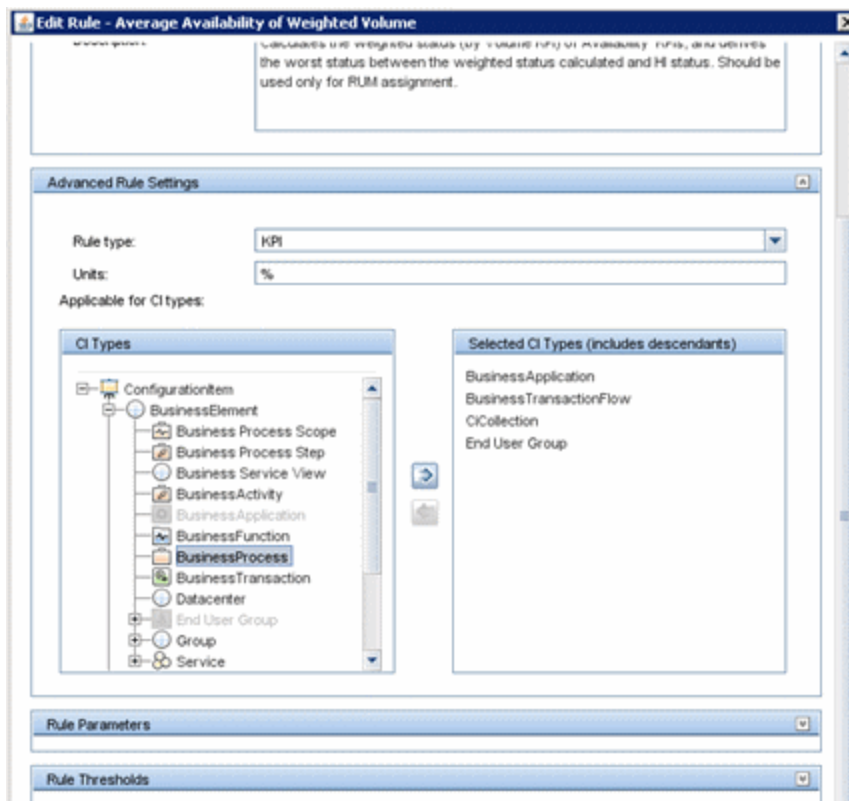 Edit Rule - Average Availability of Weighted Volume
Description:
Calculates the weighted status (by Volume KPI) of Availability KPIs, and derives
the worst status between the weighted status calculated and HI status. Should be
used only for RUM assignment.
Advanced Rule Settings
Rule type:
KPI
Units:
%
Applicable for CI types:
CI Types
Selected CI Types (includes descendants)
ConfigurationItem
BusinessElement
Business Process Scope
Business Process Step
Business Service View
BusinessActivity
BusinessApplication
BusinessFunction
BusinessProcess
BusinessTransaction
Datacenter
End User Group
Group
Service
BusinessApplication
BusinessTransactionFlow
CiCollection
End User Group
Rule Parameters
Rule Thresholds